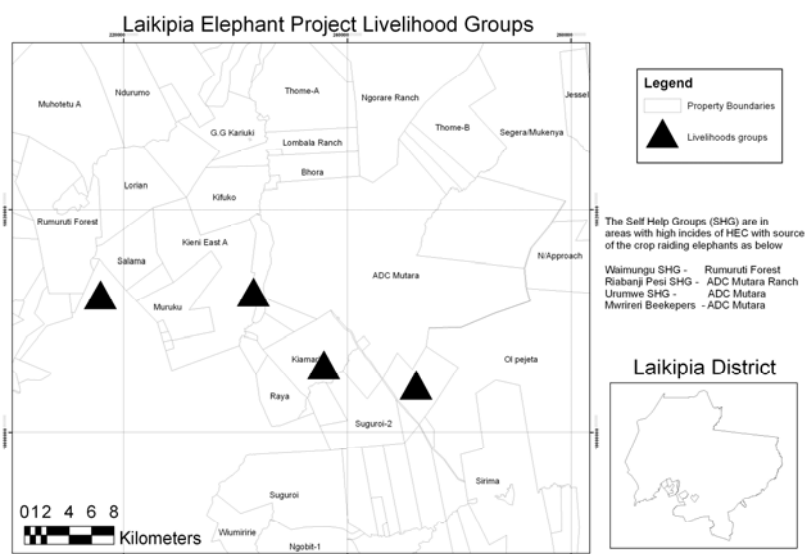 Laikipia Elephant Project Livelihood Groups
Ndurumo
Muhotetu A
Thome-A
Ngorare Ranch
Jessel
G.G Kariuki
Thome-B
Segera/Mukenya
Lombala Ranch
Bhora
Lorian
Kifuko
Rumuruti Forest
Kieni East A
Salama
N/Approach
ADC Mutara
Muruku
Ol pejeta
Raya
Suguroi-2
Sirima
Suguroi
Wiumiririe
Ngobit-1
0 1 2 4 6 8
Kilometers
Legend
Property Boundaries
Livelihoods groups
The Self Help Groups (SHG) are in
areas with high incides of HEC with source
of the crop raiding elephants as below
Waimungu SHG - Rumuruti Forest
Riabanji Pesi SHG - ADC Mutara Ranch
Urumwe SHG - ADC Mutara
Mwrireri Beekepers - ADC Mutara
Laikipia District